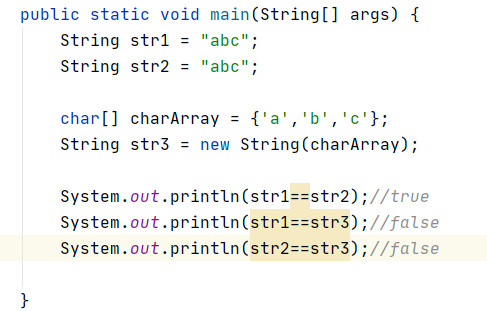 public static void main(String[] args) {
    String str1 = "abc";
    String str2 = "abc";
    char[] charArray = {'a','b','c'};
    String str3 = new String(charArray);
    System.out.println(str1==str2);//true
    System.out.println(str1==str3);//false
    System.out.println(str2==str3);//false
}